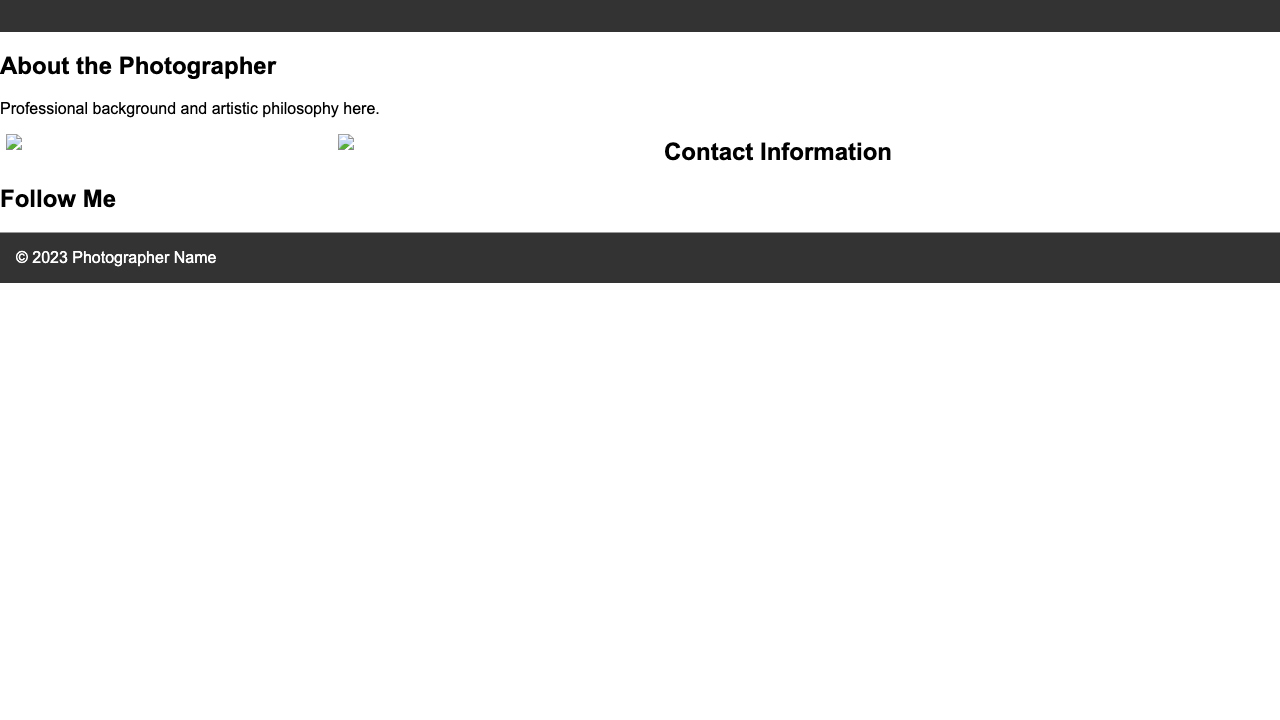 About the Photographer
Professional background and artistic philosophy here.
Contact Information
Follow Me
© 2023 Photographer Name